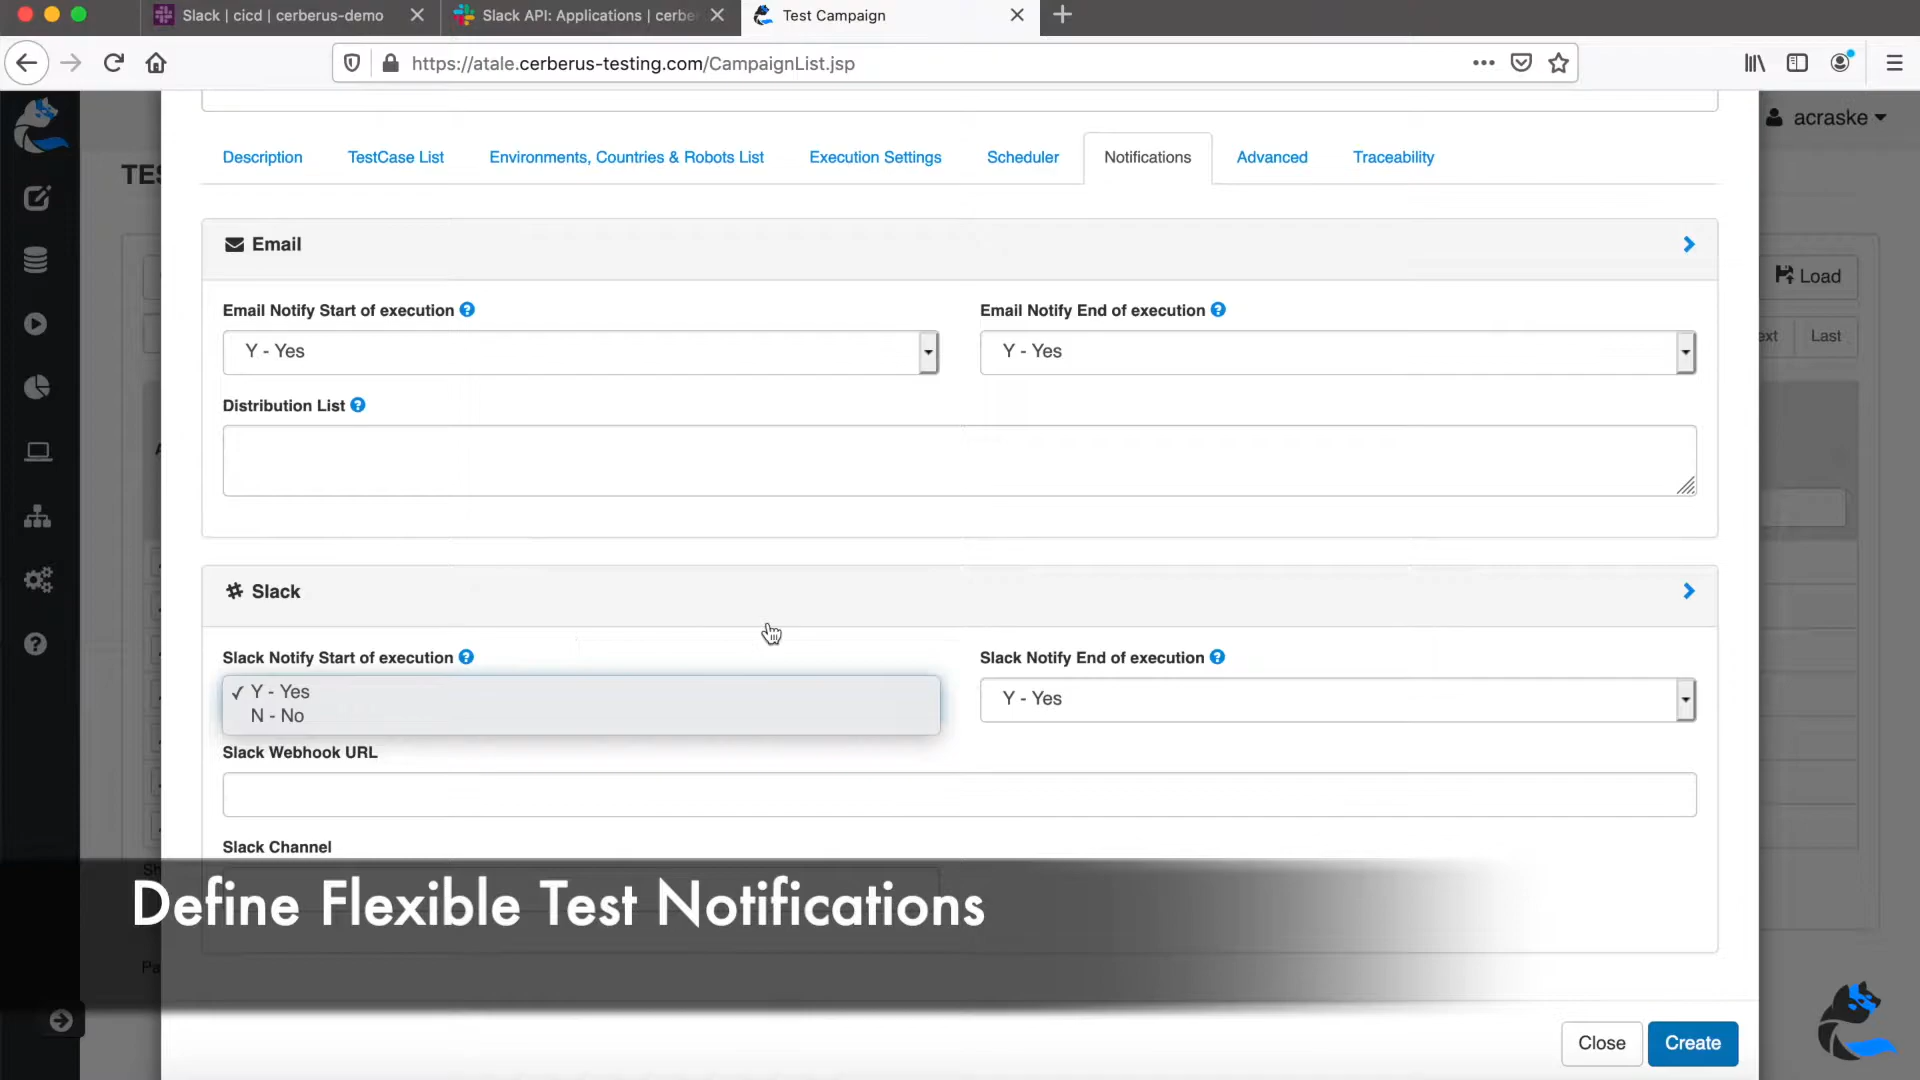 Slack | cicd | cerberus-demo
Slack API: Applications | cerbe
Test Campaign
https://atale.cerberus-testing.com/CampaignList.jsp
acraske
TES
Description
TestCase List
Environments, Countries & Robots List
Execution Settings
Scheduler
Notifications
Advanced
Traceability
Email
Load
Email Notify Start of execution
Email Notify End of execution
Y - Yes
Y - Yes
ext
Last
Distribution List
Slack
Slack Notify Start of execution
Slack Notify End of execution
✓ Y - Yes
N - No
Y - Yes
Slack Webhook URL
Slack Channel
Sh
Define Flexible Test Notifications
Pa
Close
Create